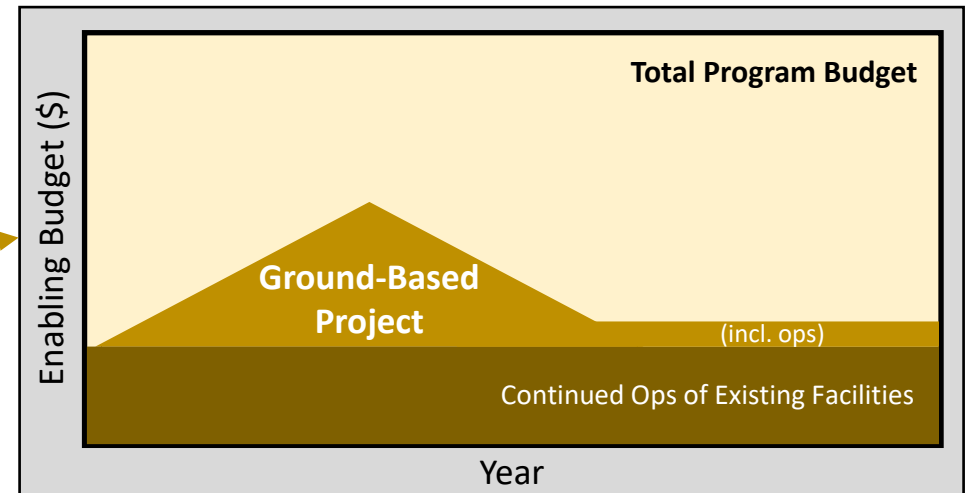 Total Program Budget
Enabling Budget ($)
Ground-Based
Project
(incl. ops)
Continued Ops of Existing Facilities
Year